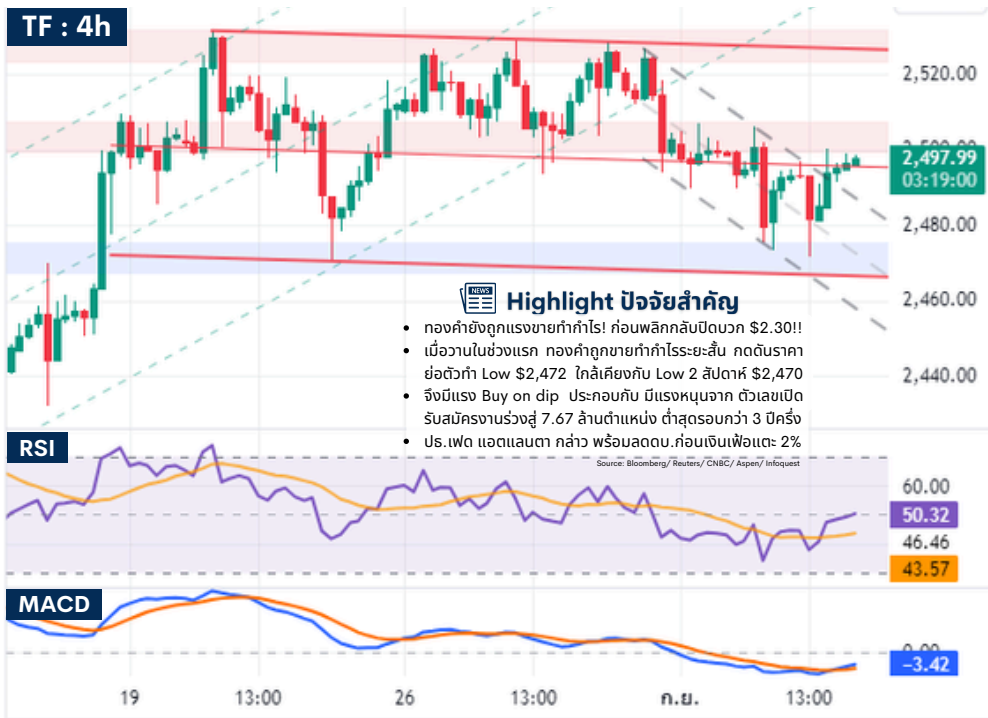 TF : 4h
2,520.00
2,497.99
03:19:00
2,480.00
2,460.00
2,440.00
NEWS
Highlight ปัจจัยสำคัญ
• ทองคำยังถูกแรงขายทำกำไร! ก่อนพลิกกลับปิดบวก $2.30!!
• เมื่อวานในช่วงแรก ทองคำถูกขายทำกำไรระยะสั้น กดดันราคา
ย่อตัวทำ Low $2,472 ใกล้เคียงกับ Low 2 สัปดาห์ $2,470
• จึงมีแรง Buy on dip ประกอบกับ มีแรงหนุนจาก ตัวเลขเปิด
รับสมัครงานร่วงสู่ 7.67 ล้านตำแหน่ง ต่ำสุดรอบกว่า 3 ปีครึ่ง
• ปธ.เฟด แอตแลนตา กล่าว พร้อมลดดบ.ก่อนเงินเฟ้อแตะ 2%
Source: Bloomberg/ Reuters/ CNBC/ Aspen/ Infoquest
RSI
60.00
50.32
46.46
43.57
MACD
0.00
−3.42
19 13:00 26 13:00 ก.ย. 13:00